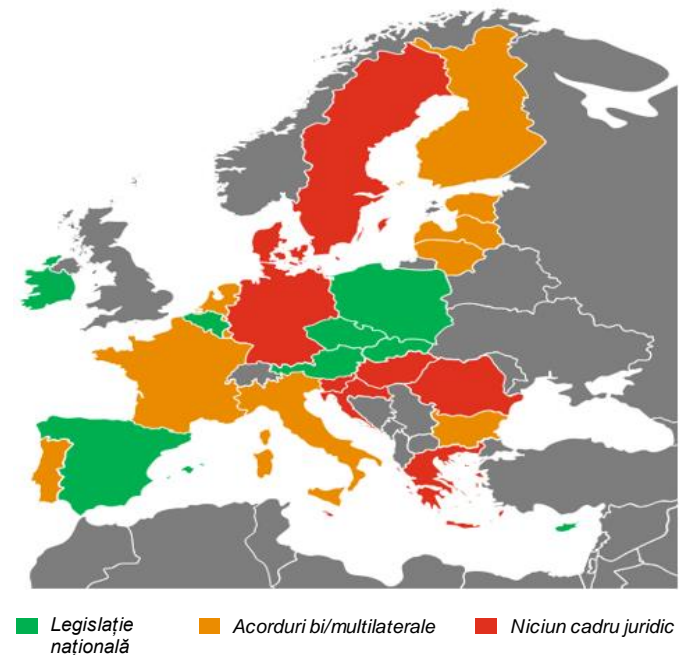 Legislație
națională
Acorduri bi/multilaterale
Niciun cadru juridic